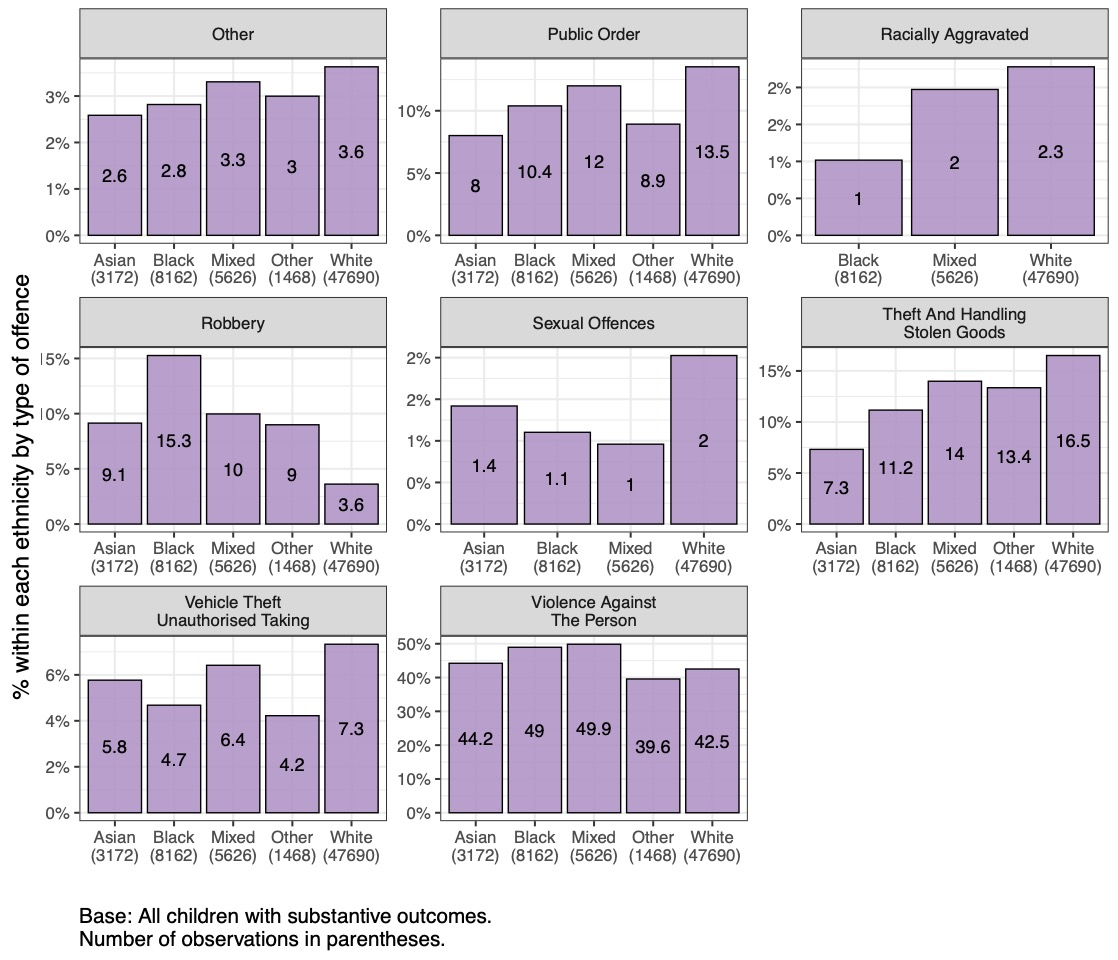 % within each ethnicity by type of offence
Other
3%
2%
1%
0%
2.6
2.8
3.3
3
3.6
Asian Black Mixed Other White
(3172) (8162) (5626) (1468) (47690)
Public Order
10%
5%
0%
8
10.4
12
8.9
13.5
Asian Black Mixed Other White
(3172) (8162) (5626) (1468) (47690)
Racially Aggravated
2%
2%
1%
0%
0%
1
2
2.3
Black Mixed White
(8162) (5626) (47690)
Robbery
15%
10%
5%
0%
9.1
15.3
10
9
3.6
Asian Black Mixed Other White
(3172) (8162) (5626) (1468) (47690)
Sexual Offences
2%
2%
1%
0%
0%
1.4
1.1
1
2
Asian Black Mixed White
(3172) (8162) (5626) (47690)
Theft And Handling
Stolen Goods
15%
10%
5%
0%
7.3
11.2
14
13.4
16.5
Asian Black Mixed Other White
(3172) (8162) (5626) (1468) (47690)
Vehicle Theft
Unauthorised Taking
6%
4%
2%
0%
5.8
4.7
6.4
4.2
7.3
Asian Black Mixed Other White
(3172) (8162) (5626) (1468) (47690)
Violence Against
The Person
50%
40%
30%
20%
10%
0%
44.2
49
49.9
39.6
42.5
Asian Black Mixed Other White
(3172) (8162) (5626) (1468) (47690)
Base: All children with substantive outcomes.
Number of observations in parentheses.